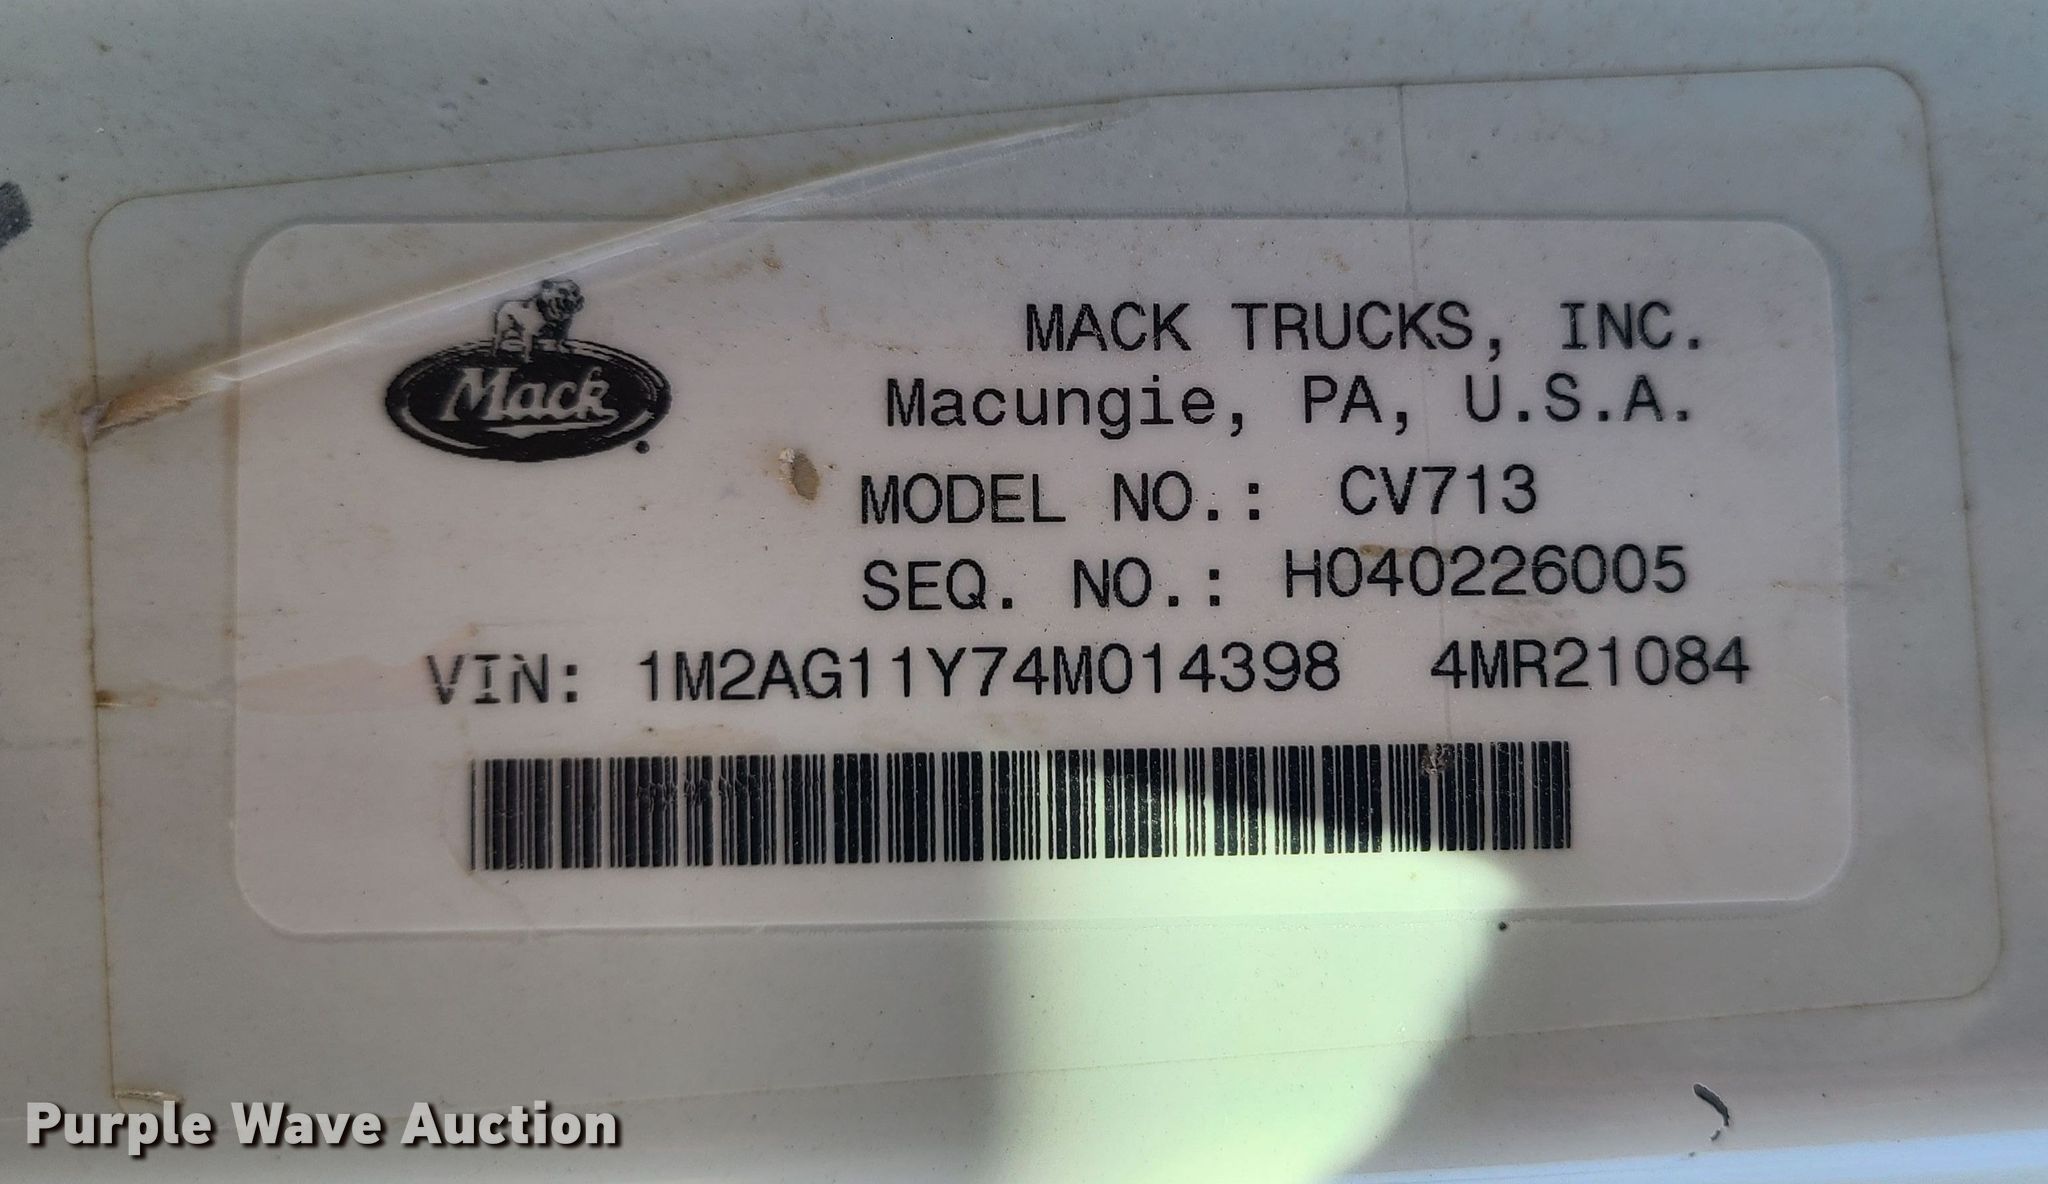 Mack
MACK TRUCKS, INC.
Macungie, PA, U.S.A.
MODEL NO.: CV713
SEQ. NO.: H040226005
VIN: 1M2AG11Y74M014398 4MR21084
Purple Wave Auction